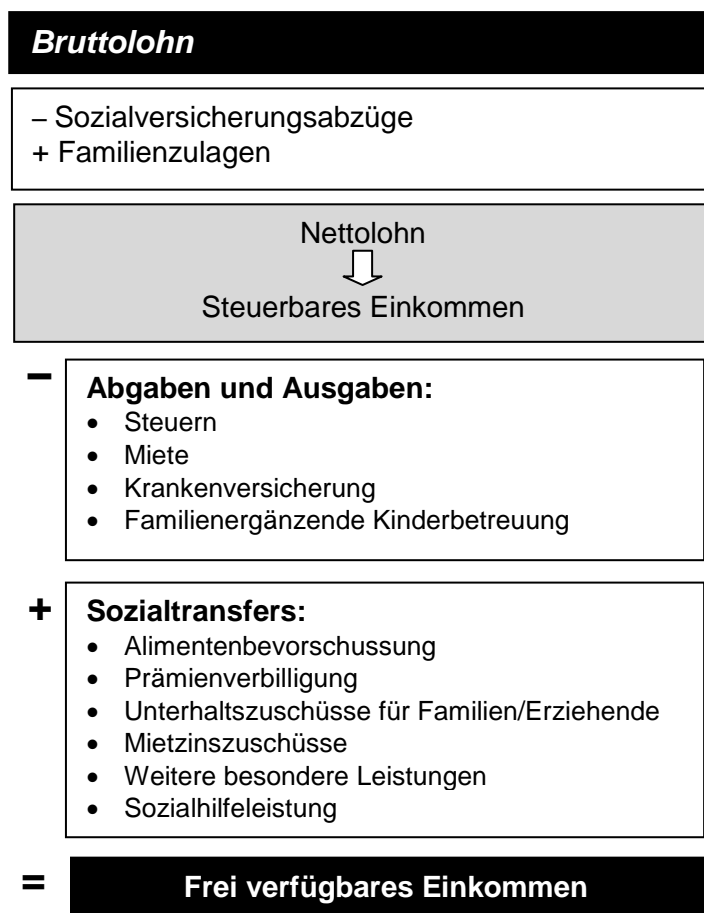 Bruttolohn
– Sozialversicherungsabzüge
+ Familienzulagen
Nettolohn
Steuerbares Einkommen
– Abgaben und Ausgaben:
• Steuern
• Miete
• Krankenversicherung
• Familienergänzende Kinderbetreuung
+ Sozialtransfers:
• Alimentenbevorschussung
• Prämienverbilligung
• Unterhaltszuschüsse für Familien/Erziehende
• Mietzinszuschüsse
• Weitere besondere Leistungen
• Sozialhilfeleistung
= Frei verfügbares Einkommen